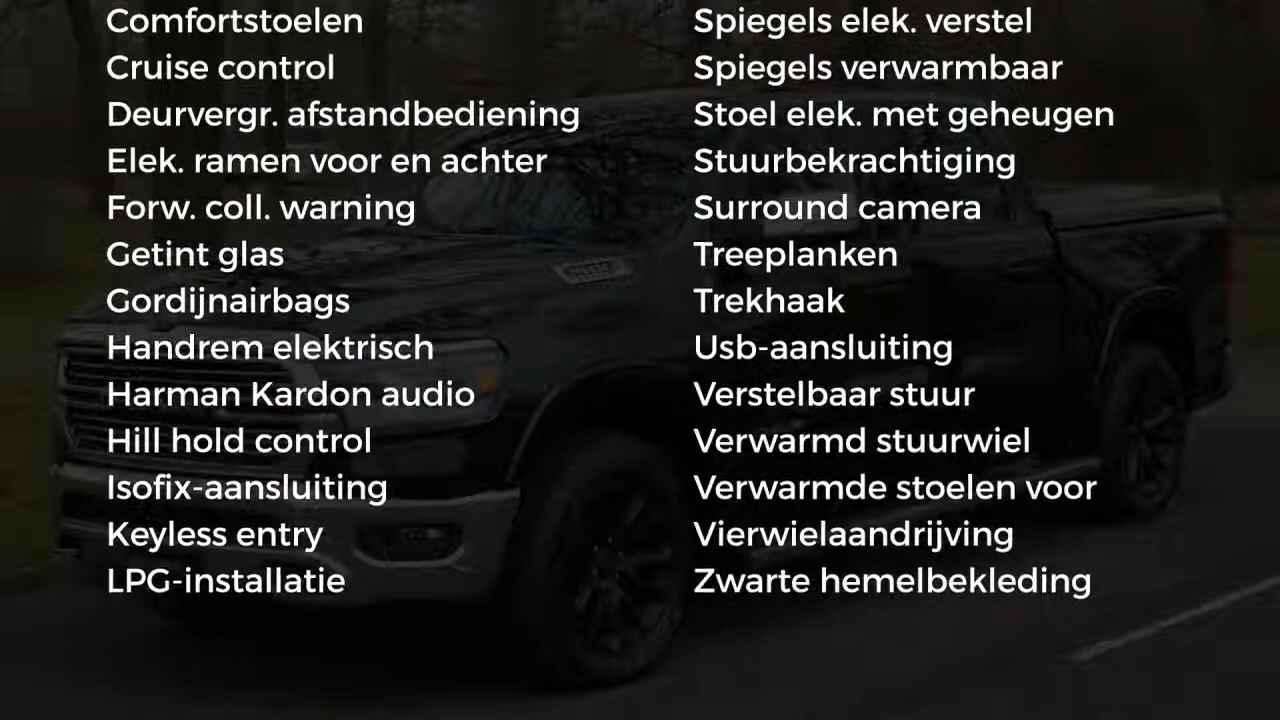 Comfortstoelen
Cruise control
Deurvergr. afstandbediening
Elek. ramen voor en achter
Forw. coll. warning
Getint glas
Gordijnairbags
Handrem elektrisch
Harman Kardon audio
Hill hold control
Isofix-aansluiting
Keyless entry
LPG-installatie
Spiegels elek. verstel
Spiegels verwarmbaar
Stoel elek. met geheugen
Stuurbekrachtiging
Surround camera
Treeplanken
Trekhaak
Usb-aansluiting
Verstelbaar stuur
Verwarmd stuurwiel
Verwarmde stoelen voor
Vierwielaandrijving
Zwarte hemelbekleding